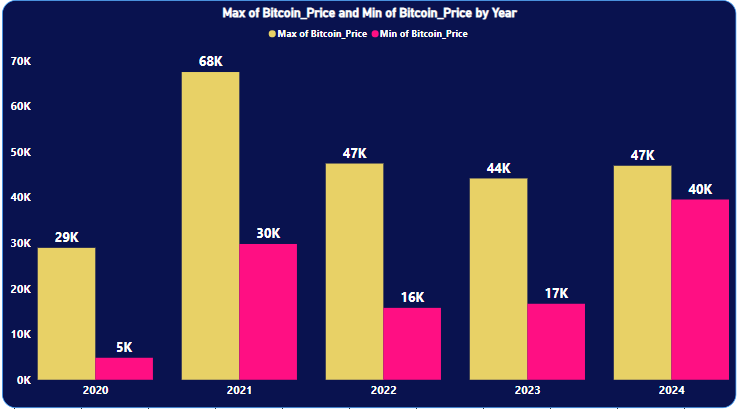 Max of Bitcoin_Price and Min of Bitcoin_Price by Year
Max of Bitcoin_Price Min of Bitcoin_Price
70K
60K
50K
40K
30K
20K
10K
0K
29K
5K
68K
30K
47K
16K
44K
17K
47K
40K
2020 2021 2022 2023 2024